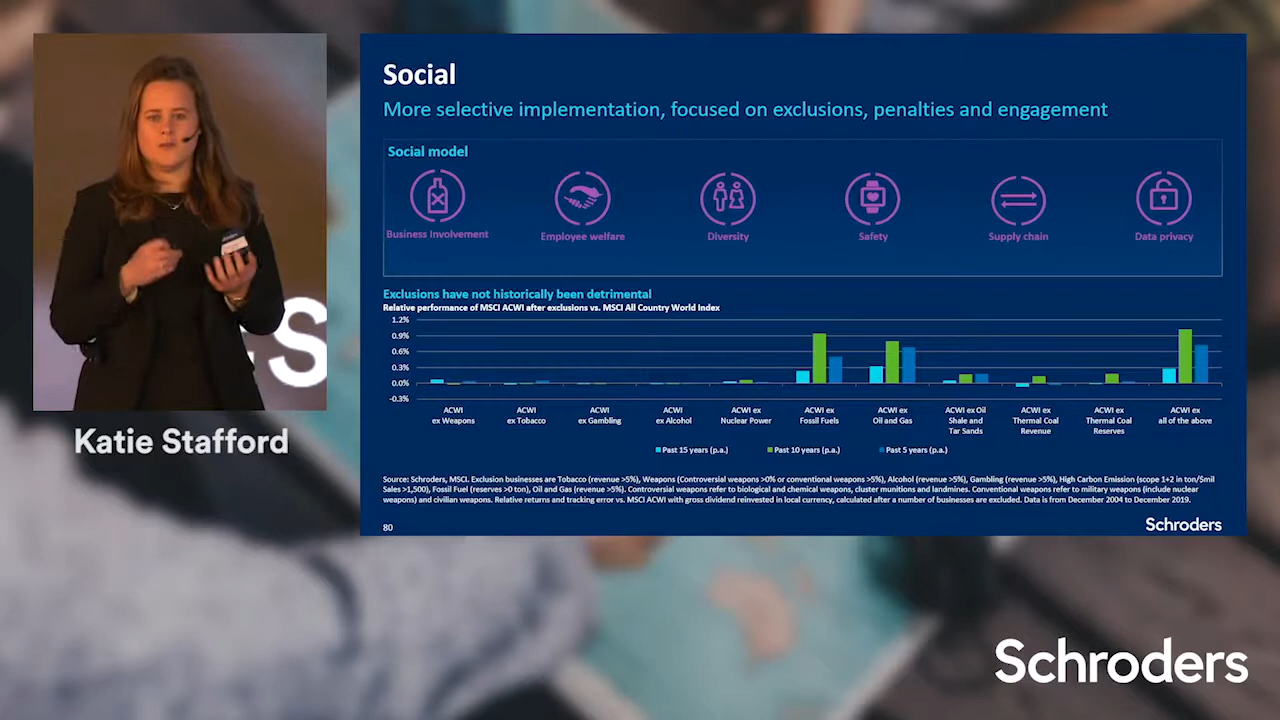 Social
More selective implementation, focused on exclusions, penalties and engagement
Social model
Business Involvement
Employee welfare
Diversity
Safety
Supply chain
Data privacy
Exclusions have not historically been detrimental
Relative performance of MSCI ACWI after exclusions vs. MSCI All Country World Index
1.2%
0.9%
0.6%
0.3%
0.0%
-0.3%
ACWI
ex Weapons
ACWI
ex Tobacco
ACWI
ex Gambling
ACWI
ex Alcohol
ACWI ex
Nuclear Power
ACWI ex
Fossil Fuels
ACWI ex
Oil and Gas
ACWI ex Oil
Shale and
Tar Sands
ACWI ex
Thermal Coal
Revenue
ACWI ex
Thermal Coal
Reserves
ACWI ex
all of the above
Past 15 years (p.a.)
Past 10 years (p.a.)
Past 5 years (p.a.)
Source: Schroders, MSCI. Exclusion businesses are Tobacco (revenue >5%), Weapons (Controversial weapons >0% or conventional weapons >5%), Alcohol (revenue >5%), Gambling (revenue >5%), High Carbon Emission (scope 1+2 in ton/$mil
Sales >1,500), Fossil Fuel (reserves >0 ton), Oil and Gas (revenue >5%). Controversial weapons refer to biological and chemical weapons, cluster munitions and landmines. Conventional weapons refer to military weapons (include nuclear
weapons) and civilian weapons. Relative returns and tracking error vs. MSCI ACWI with gross dividend reinvested in local currency, calculated after a number of businesses are excluded. Data is from December 2004 to December 2019.
80
Schroders
ES
Katie Stafford
Schroders